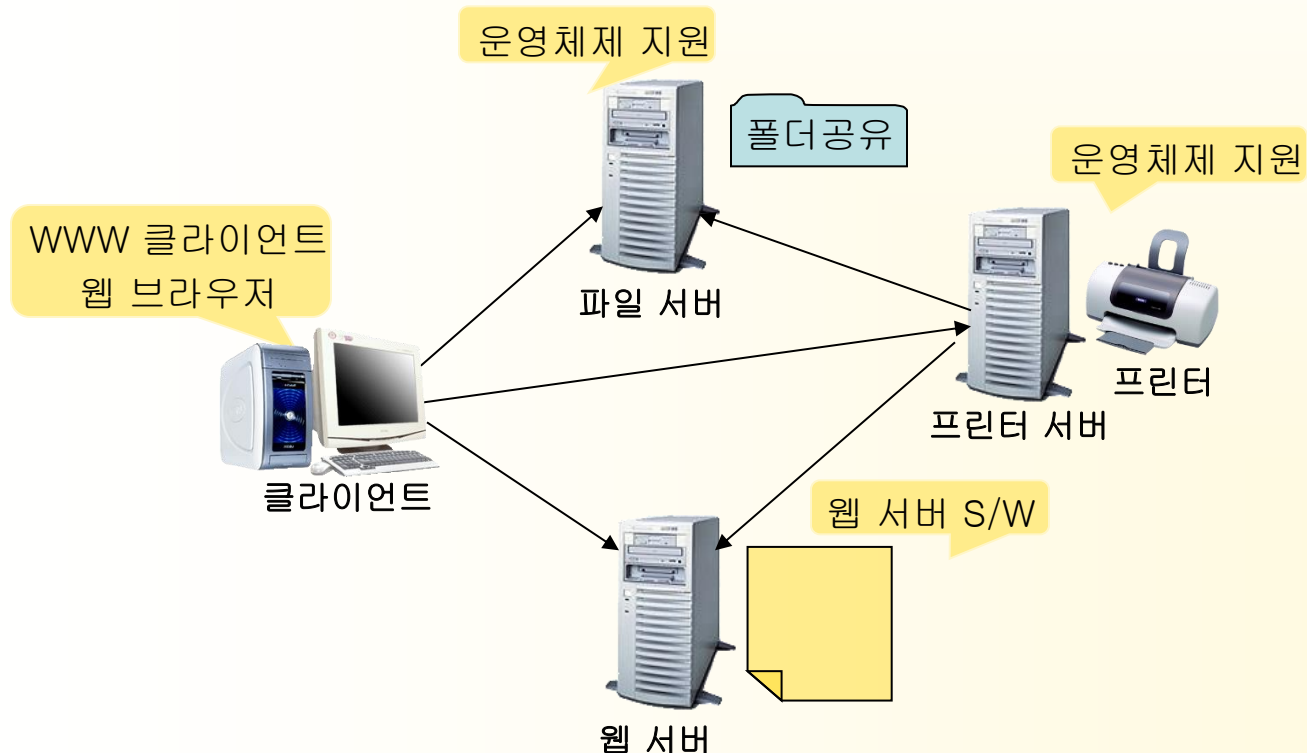 운영체제 지원
폴더공유
운영체제 지원
WWW 클라이언트
웹 브라우저
파일 서버
프린터
프린터 서버
클라이언트
웹 서버 S/W
웹 서버